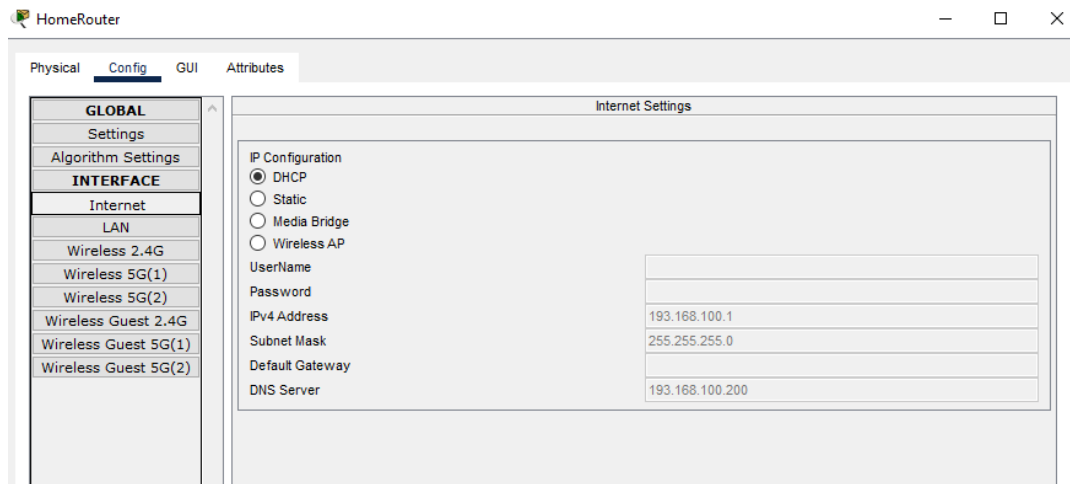 HomeRouter
Physical Config GUI Attributes
GLOBAL
Settings
Algorithm Settings
INTERFACE
Internet
LAN
Wireless 2.4G
Wireless 5G(1)
Wireless 5G(2)
Wireless Guest 2.4G
Wireless Guest 5G(1)
Wireless Guest 5G(2)
Internet Settings
IP Configuration
DHCP
Static
Media Bridge
Wireless AP
UserName
Password
IPv4 Address 193.168.100.1
Subnet Mask 255.255.255.0
Default Gateway
DNS Server 193.168.100.200